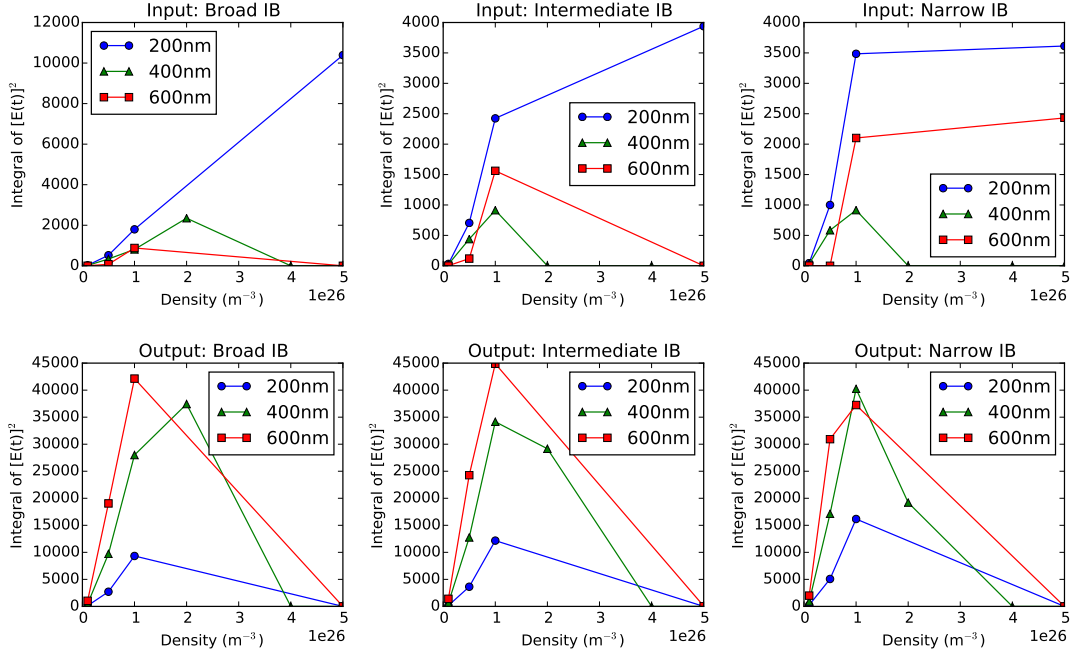 Input: Broad IB
Integral of [E(t)]²
12000
10000
8000
6000
4000
2000
0
200nm
400nm
600nm
0 1 2 3 4 5
Density (m⁻³) 1e26
Input: Intermediate IB
Integral of [E(t)]²
4000
3500
3000
2500
2000
1500
1000
500
0
200nm
400nm
600nm
0 1 2 3 4 5
Density (m⁻³) 1e26
Input: Narrow IB
Integral of [E(t)]²
4000
3500
3000
2500
2000
1500
1000
500
0
200nm
400nm
600nm
0 1 2 3 4 5
Density (m⁻³) 1e26
Output: Broad IB
Integral of [E(t)]²
45000
40000
35000
30000
25000
20000
15000
10000
5000
0
200nm
400nm
600nm
0 1 2 3 4 5
Density (m⁻³) 1e26
Output: Intermediate IB
Integral of [E(t)]²
45000
40000
35000
30000
25000
20000
15000
10000
5000
0
200nm
400nm
600nm
0 1 2 3 4 5
Density (m⁻³) 1e26
Output: Narrow IB
Integral of [E(t)]²
45000
40000
35000
30000
25000
20000
15000
10000
5000
0
200nm
400nm
600nm
0 1 2 3 4 5
Density (m⁻³) 1e26